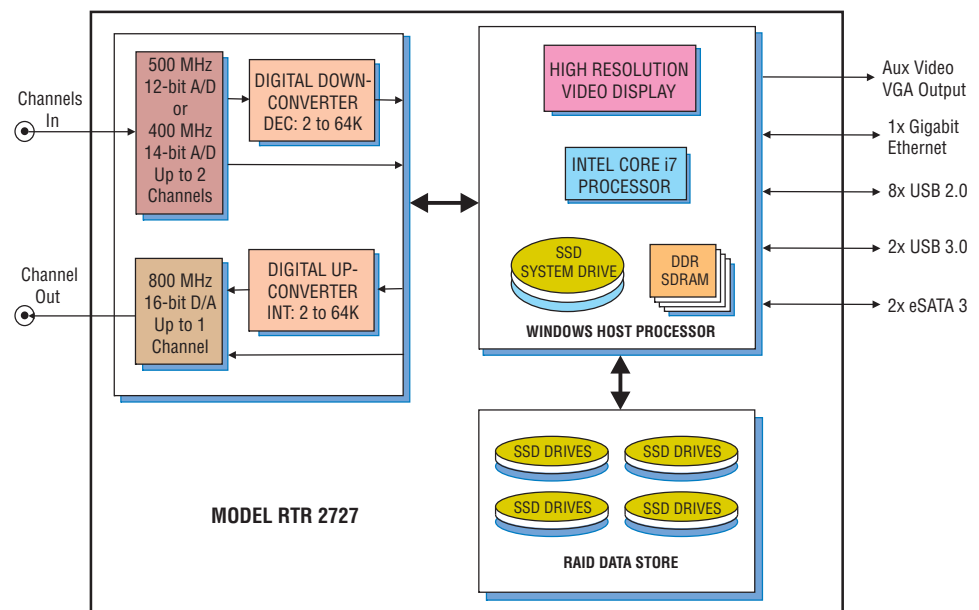 Channels
In
500 MHz
12-bit A/D
or
400 MHz
14-bit A/D
Up to 2
Channels
DIGITAL DOWN-
CONVERTER
DEC: 2 to 64K
Channel
Out
800 MHz
16-bit D/A
Up to 1
Channel
DIGITAL UP-
CONVERTER
INT: 2 to 64K
HIGH RESOLUTION
VIDEO DISPLAY
INTEL CORE i7
PROCESSOR
SSD
SYSTEM DRIVE
DDR
SDRAM
WINDOWS HOST PROCESSOR
Aux Video
VGA Output
1x Gigabit
Ethernet
8x USB 2.0
2x USB 3.0
2x eSATA 3
SSD DRIVES
SSD DRIVES
SSD DRIVES
SSD DRIVES
RAID DATA STORE
MODEL RTR 2727